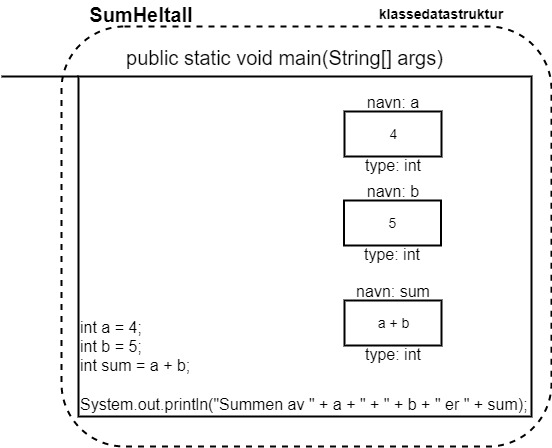 SumHeltall
klassedatastruktur
public static void main(String[] args)
navn: a
4
type: int
navn: b
5
type: int
navn: sum
a + b
type: int
int a = 4;
int b = 5;
int sum = a + b;
System.out.println("Summen av " + a + " + " + b + " er " + sum);